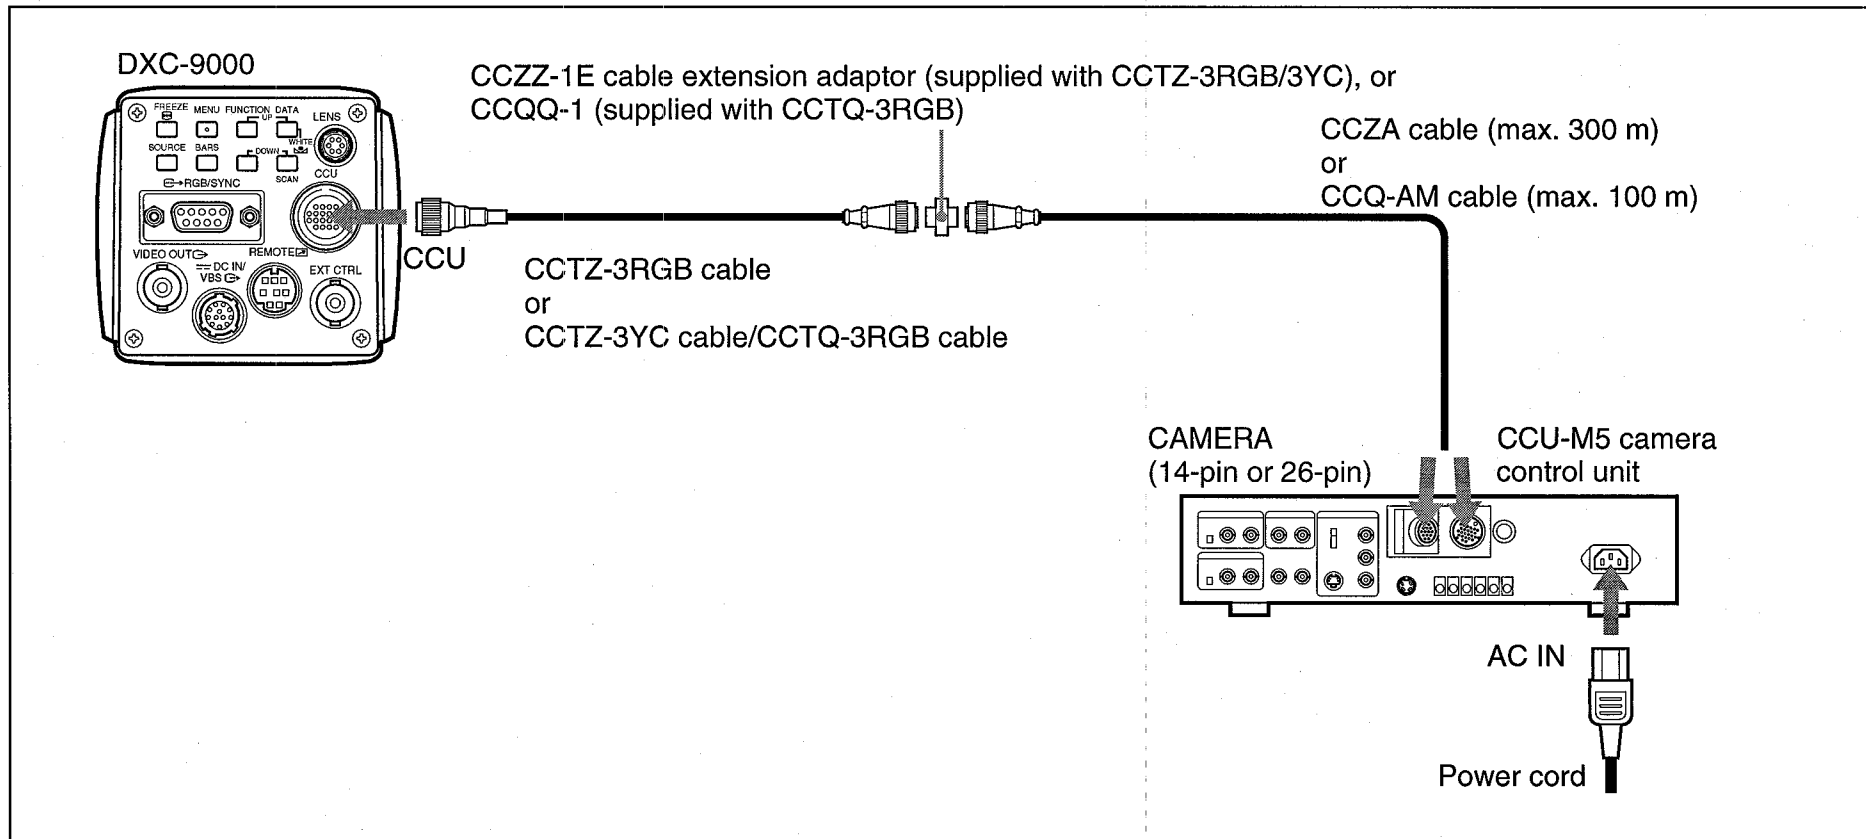 DXC-9000
FREEZE
MENU
FUNCTION
DATA
UP
LENS
WHITE
SOURCE
BARS
DOWN
SCAN
CCU
RGB/SYNC
VIDEO OUT
DC IN/
VBS
REMOTE
EXT CTRL
CCU
CCZZ-1E cable extension adaptor (supplied with CCTZ-3RGB/3YC), or
CCQQ-1 (supplied with CCTQ-3RGB)
CCTZ-3RGB cable
or
CCTZ-3YC cable/CCTQ-3RGB cable
CCZA cable (max. 300 m)
or
CCQ-AM cable (max. 100 m)
CAMERA
(14-pin or 26-pin)
CCU-M5 camera
control unit
AC IN
Power cord